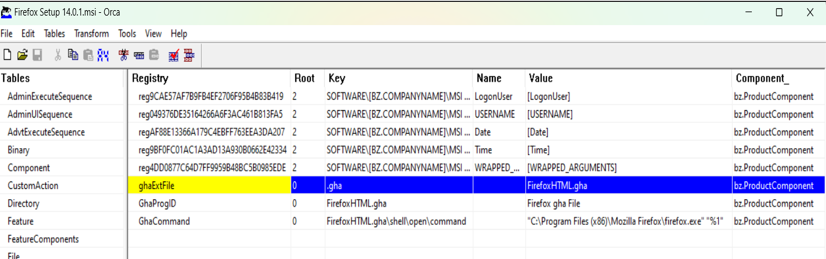 Firefox Setup 14.0.1.msi - Orca
File Edit Tables Transform Tools View Help
Tables Registry Root Key Name Value Component_
AdminExecuteSequence reg9CAE57AF7B9FB4EF2706F95B4B83B419 2 SOFTWARE\[BZ.COMPANYNAME]\MSI ... LogonUser [LogonUser] bz.ProductComponent
AdminUISequence reg049376DE35164266A6F3AC461B813FA5 2 SOFTWARE\[BZ.COMPANYNAME]\MSI ... USERNAME [USERNAME] bz.ProductComponent
AdvtExecuteSequence regAF88E13366A179C4EBFF763EEA3DA207 2 SOFTWARE\[BZ.COMPANYNAME]\MSI ... Date [Date] bz.ProductComponent
Binary reg9BF0FC01AC1A3AD13A930B0662E42334 2 SOFTWARE\[BZ.COMPANYNAME]\MSI ... Time [Time] bz.ProductComponent
Component reg4DD0877C64D7FF9959B48BC5B0985EDE 2 SOFTWARE\[BZ.COMPANYNAME]\MSI ... WRAPPED_... [WRAPPED_ARGUMENTS] bz.ProductComponent
CustomAction ghaExtFile 0 .gha FirefoxHTML.gha bz.ProductComponent
Directory GhaProgID 0 FirefoxHTML.gha Firefox gha File bz.ProductComponent
Feature GhaCommand 0 FirefoxHTML.gha\shell\open\command "C:\Program Files (x86)\Mozilla Firefox\firefox.exe" "%1" bz.ProductComponent
FeatureComponents
File